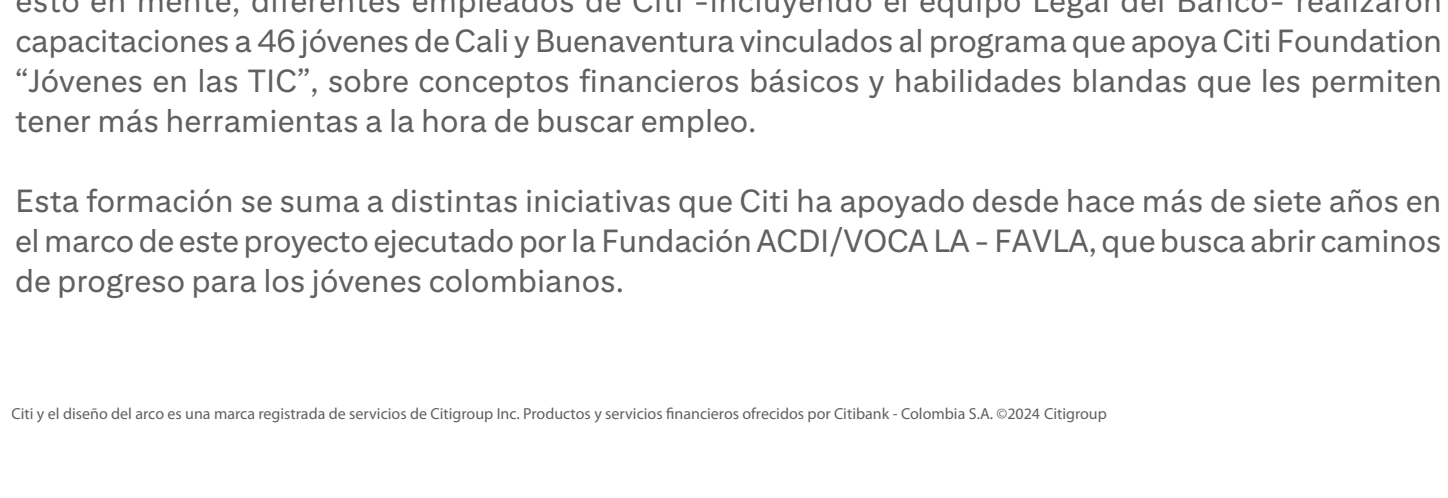 esto en mente, diferentes empleados de Citi -incluyendo el equipo Legal del Banco- realizaron
capacitaciones a 46 jóvenes de Cali y Buenaventura vinculados al programa que apoya Citi Foundation
“Jóvenes en las TIC”, sobre conceptos financieros básicos y habilidades blandas que les permiten
tener más herramientas a la hora de buscar empleo.
Esta formación se suma a distintas iniciativas que Citi ha apoyado desde hace más de siete años en
el marco de este proyecto ejecutado por la Fundación ACDI/VOCA LA - FAVLA, que busca abrir caminos
de progreso para los jóvenes colombianos.
Citi y el diseño del arco es una marca registrada de servicios de Citigroup Inc. Productos y servicios financieros ofrecidos por Citibank - Colombia S.A. ©2024 Citigroup